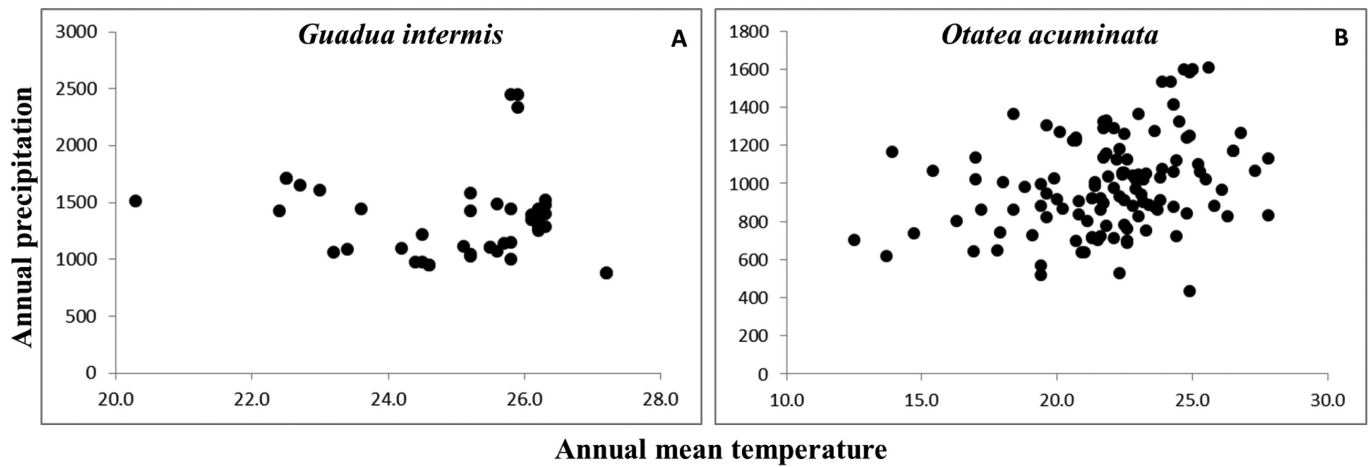 Guadua intermis A
3000
2500
2000
1500
1000
500
0
20.0 22.0 24.0 26.0 28.0
Otatea acuminata B
1800
1600
1400
1200
1000
800
600
400
200
0
10.0 15.0 20.0 25.0 30.0
Annual precipitation
Annual mean temperature